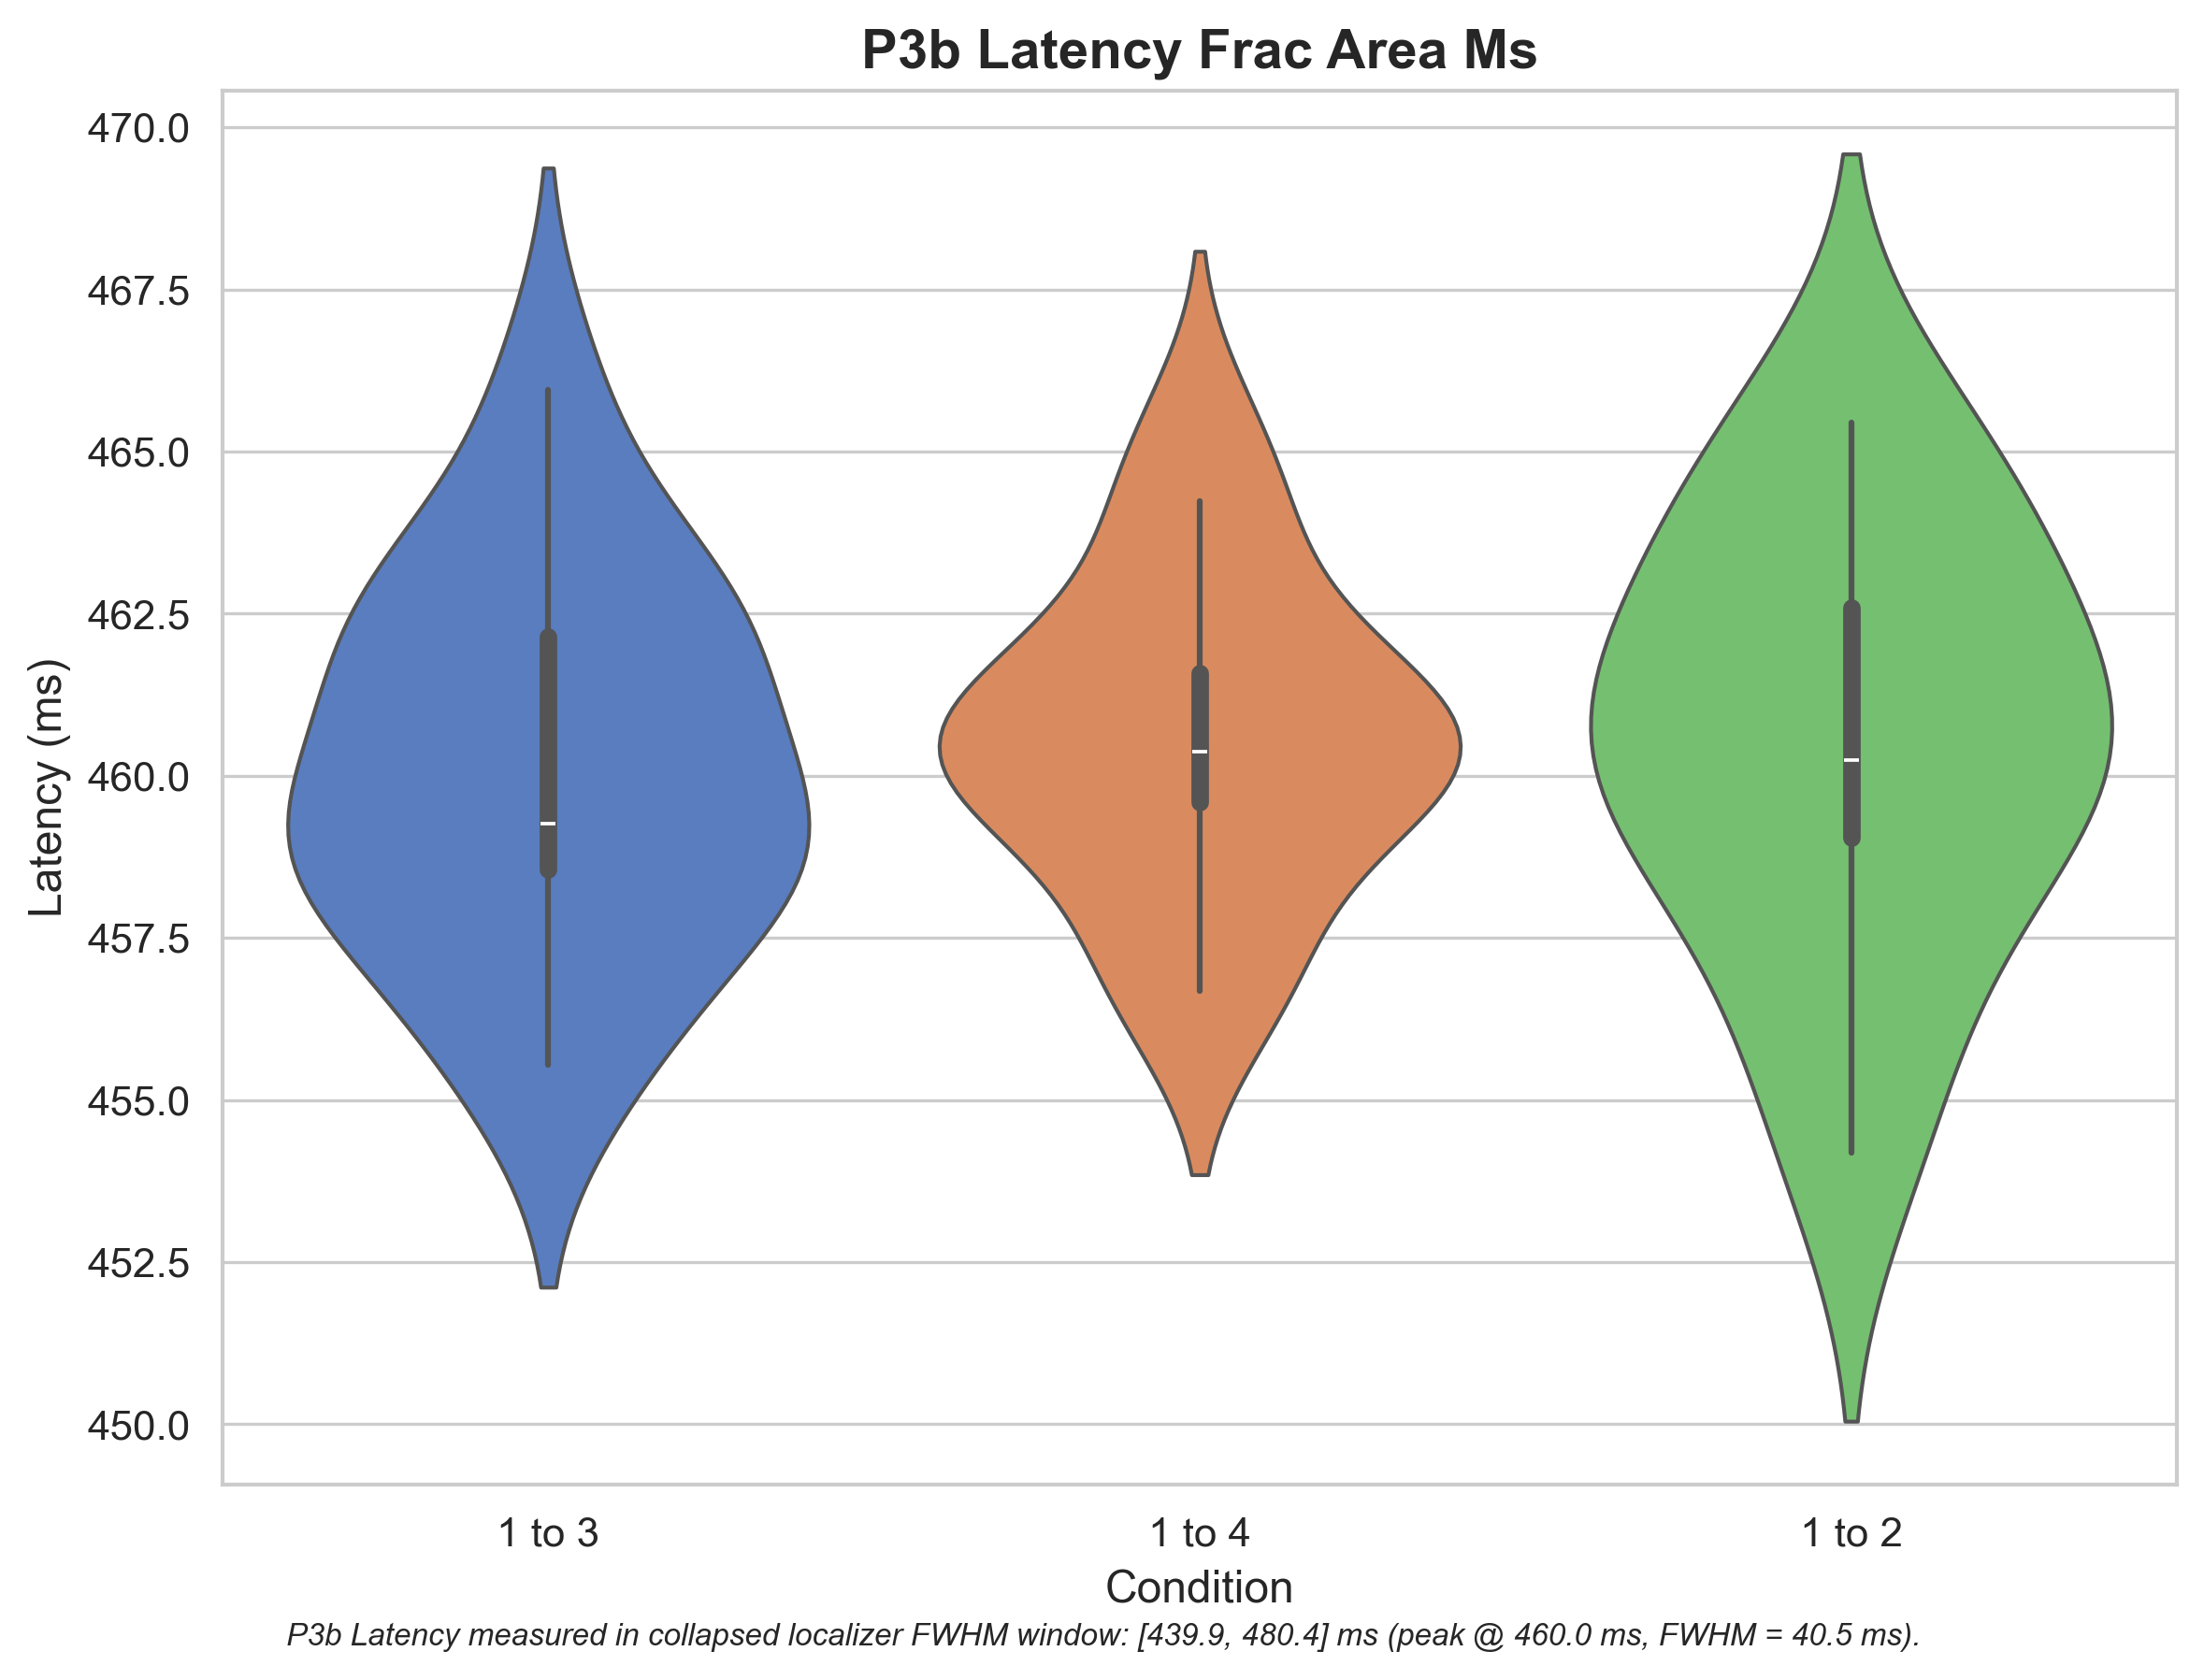 P3b Latency Frac Area Ms
470.0
467.5
465.0
462.5
460.0
457.5
455.0
452.5
450.0
Latency (ms)
1 to 3
1 to 4
1 to 2
Condition
P3b Latency measured in collapsed localizer FWHM window: [439.9, 480.4] ms (peak @ 460.0 ms, FWHM = 40.5 ms).